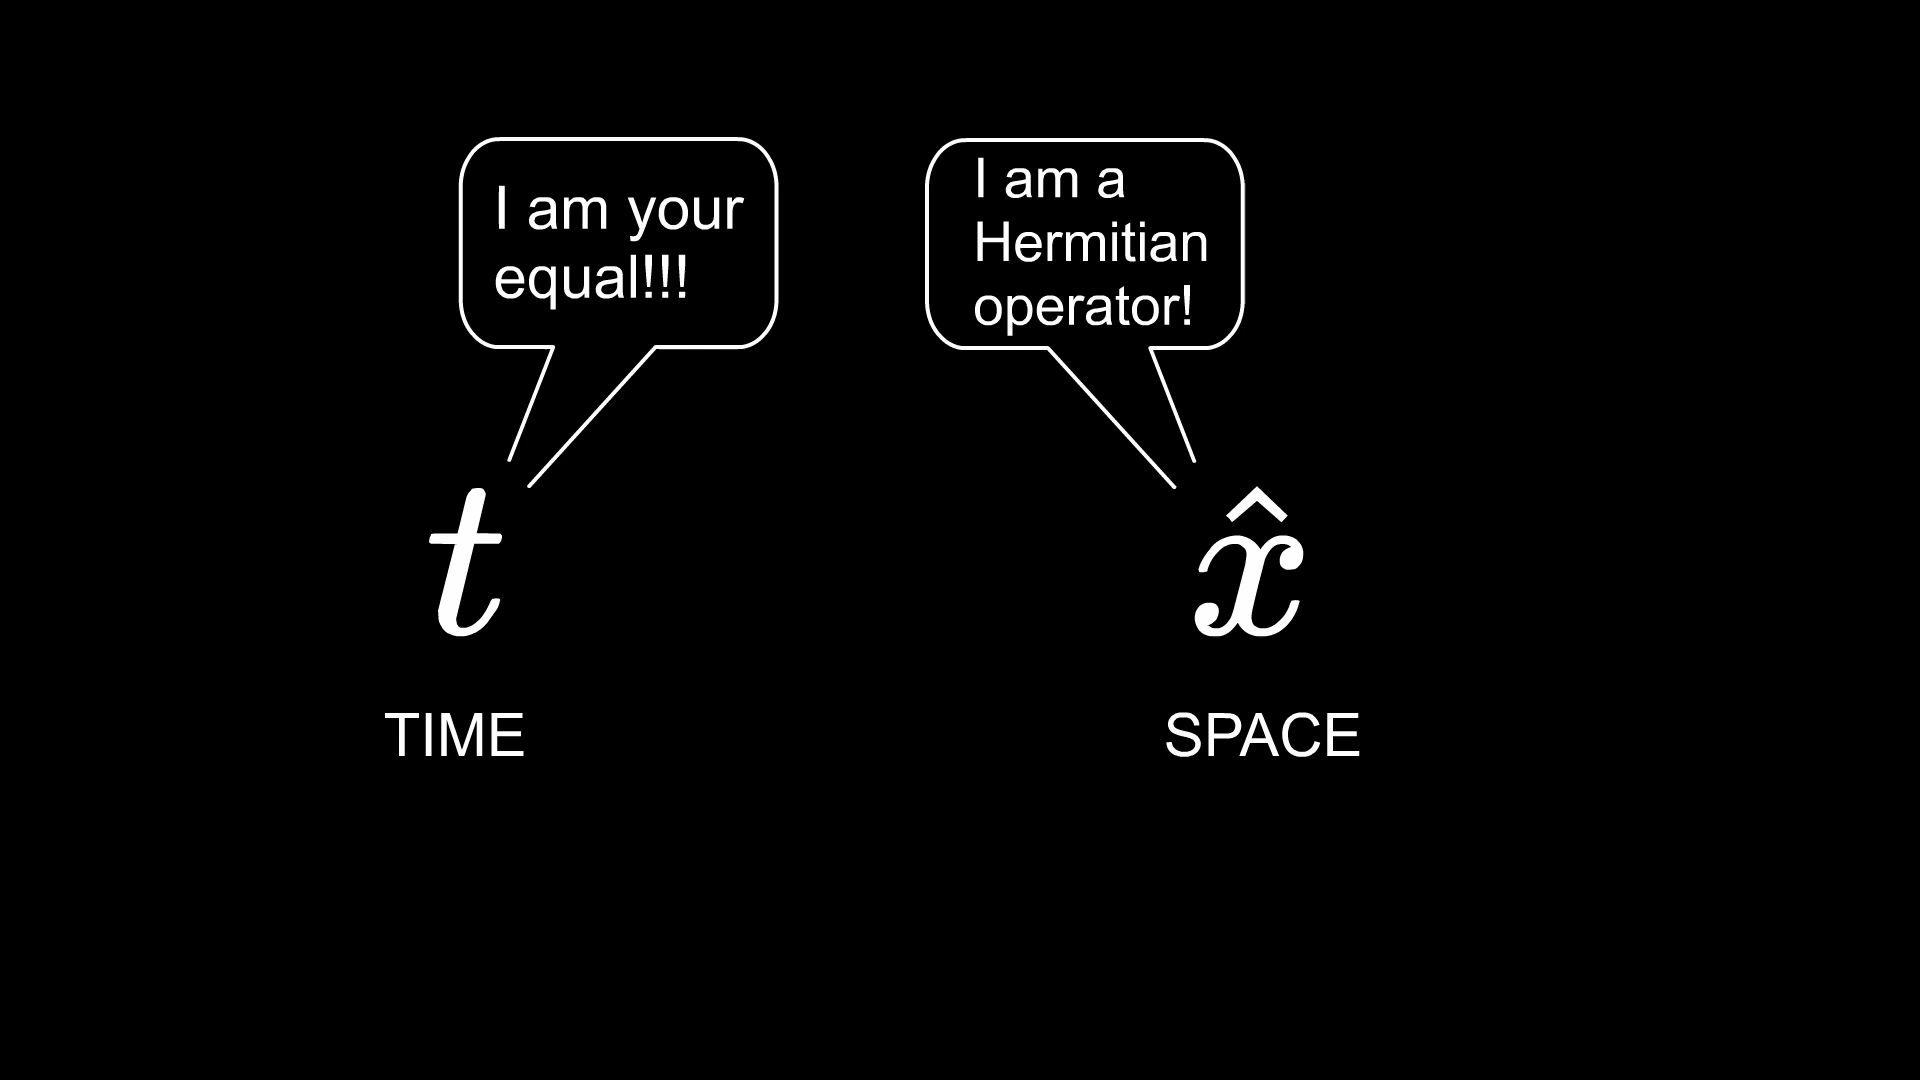 I am your
equal!!!
I am a
Hermitian
operator!
t
x̂
TIME
SPACE